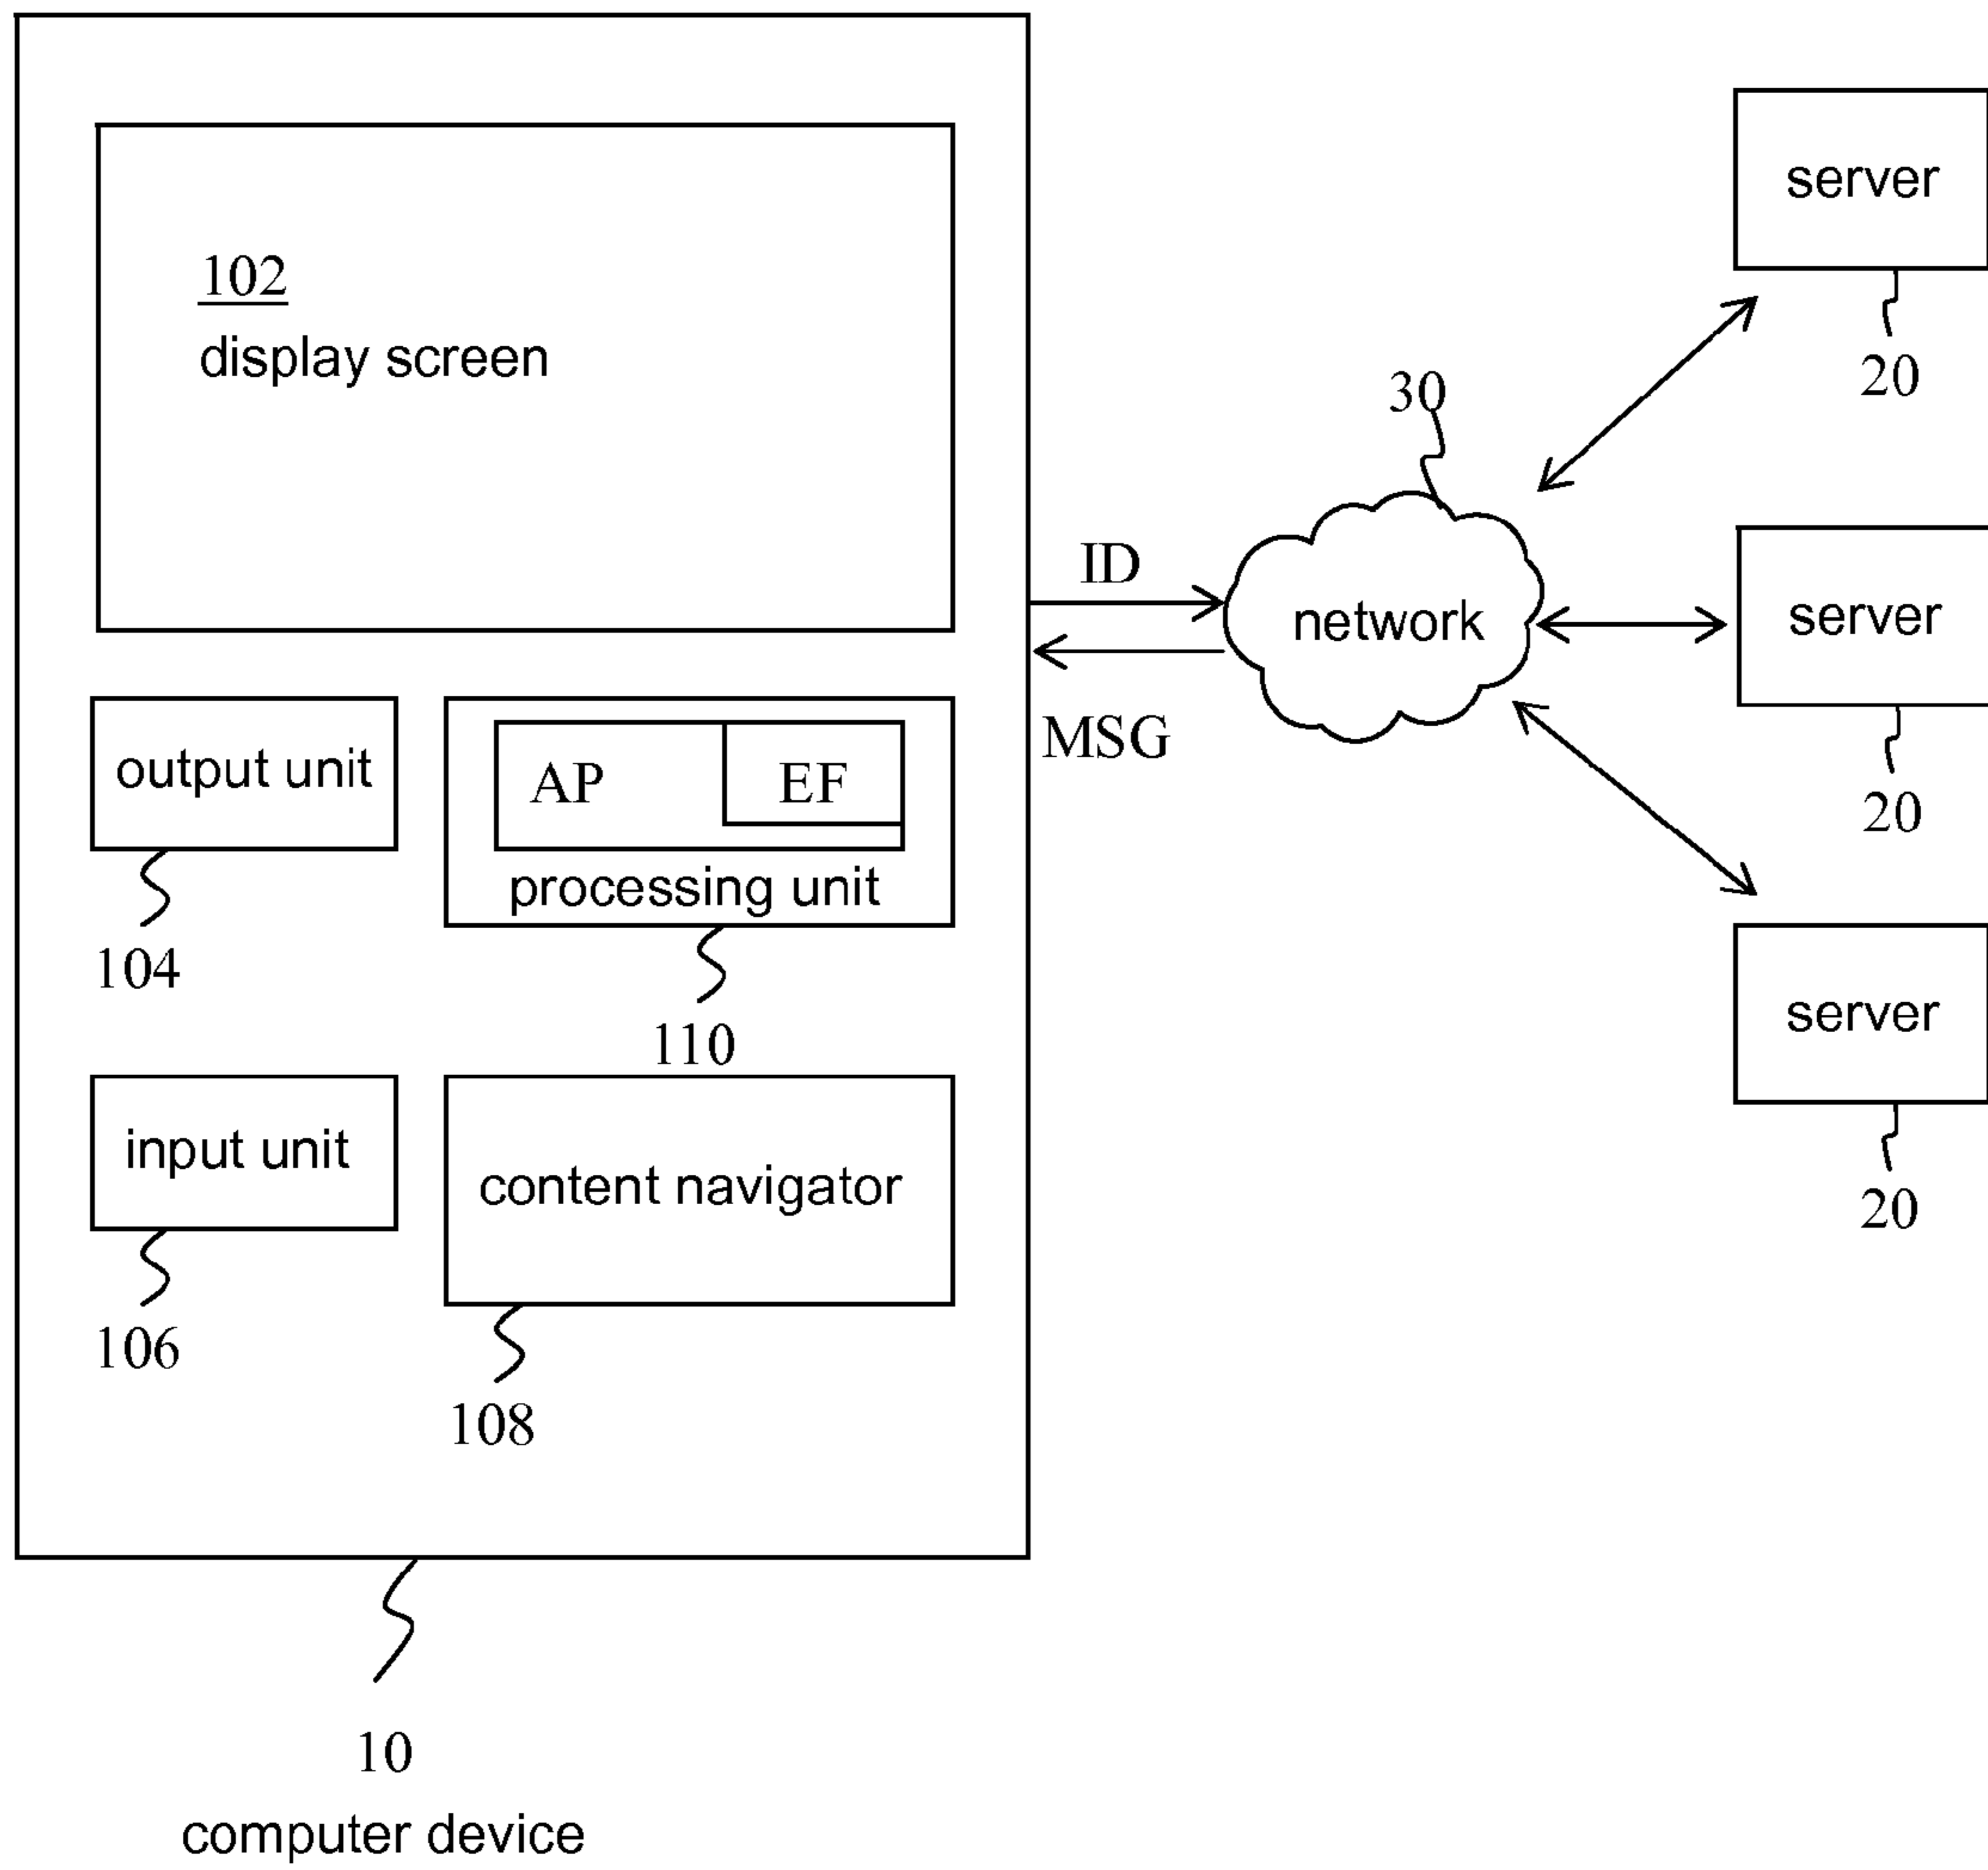 102
display screen
output unit
104
AP
EF
processing unit
110
input unit
106
content navigator
108
10
computer device
ID
MSG
30
network
server
20
server
20
server
20